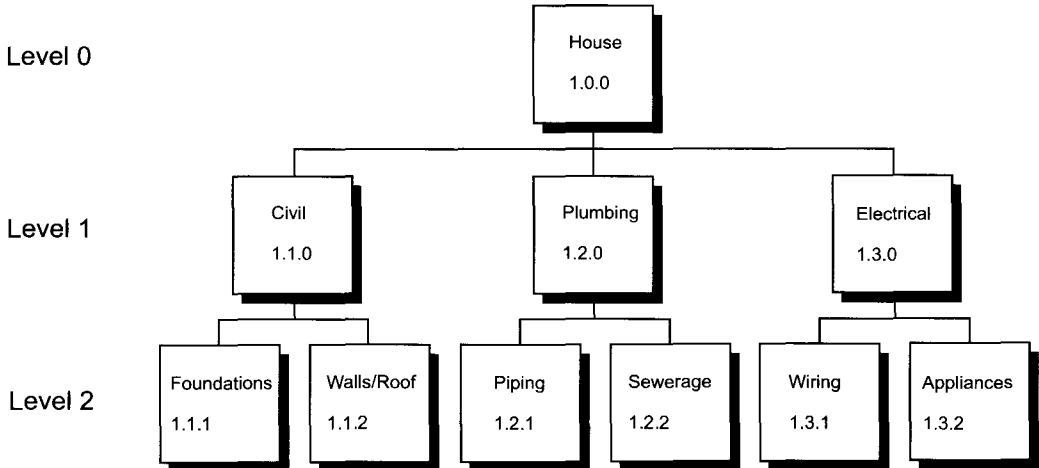 Level 0
House
1.0.0
Level 1
Civil
1.1.0
Plumbing
1.2.0
Electrical
1.3.0
Level 2
Foundations
1.1.1
Walls/Roof
1.1.2
Piping
1.2.1
Sewerage
1.2.2
Wiring
1.3.1
Appliances
1.3.2